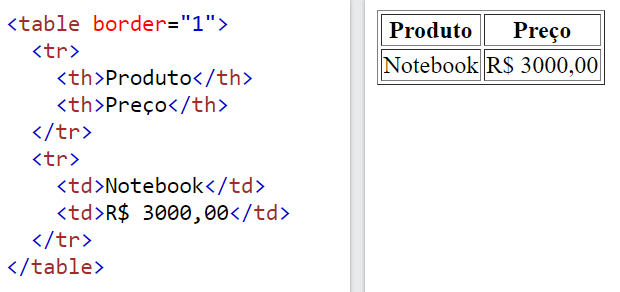 <table border="1">
  <tr>
    <th>Produto</th>
    <th>Preço</th>
  </tr>
  <tr>
    <td>Notebook</td>
    <td>R$ 3000,00</td>
  </tr>
</table>
Produto Preço
Notebook R$ 3000,00